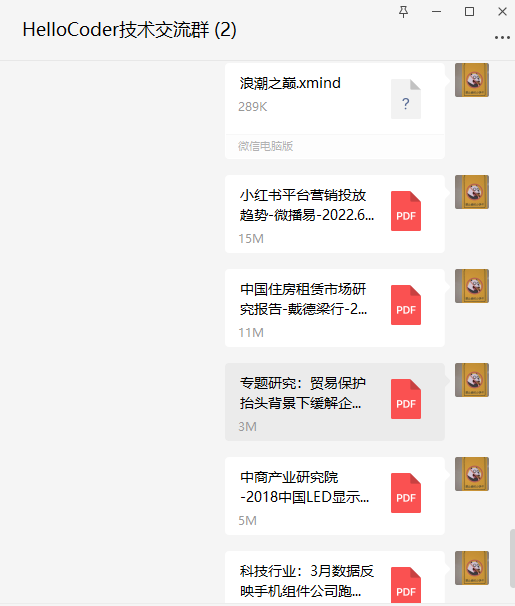 HelloCoder技术交流群 (2)
浪潮之巅.xmind
289K
?
微信电脑版
小红书平台营销投放
趋势-微播易-2022.6...
PDF
15M
中国住房租赁市场研
究报告-戴德梁行-2...
PDF
11M
专题研究：贸易保护
抬头背景下缓解企...
PDF
3M
中商产业研究院
-2018中国LED显示...
PDF
5M
科技行业：3月数据反
映手机组件公司跑...
PDF